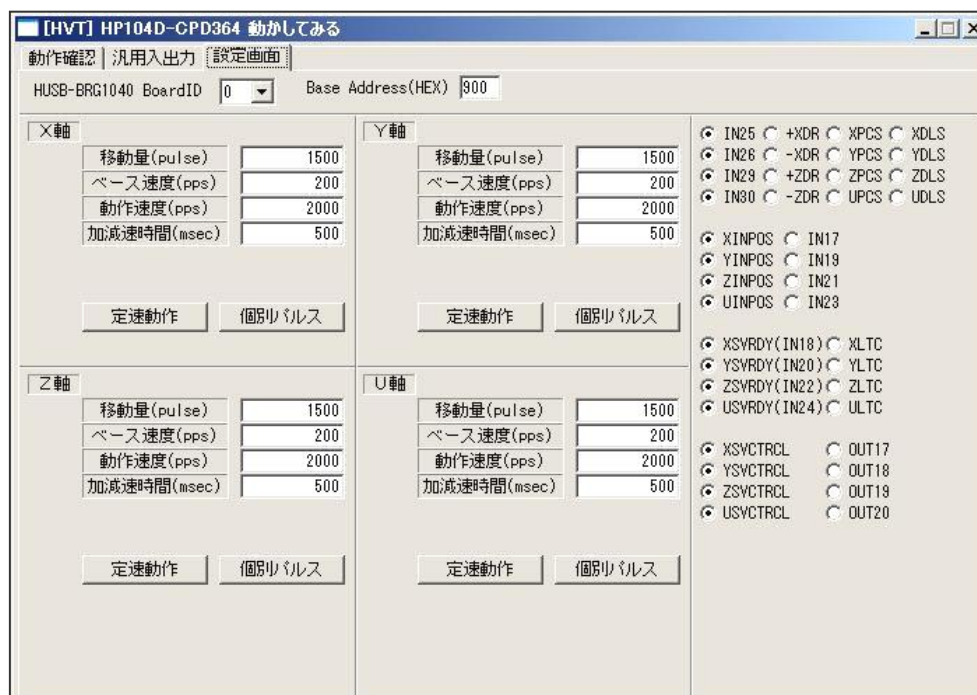 [HVT] HP104D-CPD364 動かしてみる
動作確認 汎用入出力 設定画面
HUSB-BRG1040 BoardID 0 Base Address(HEX) 900
X軸
移動量(pulse) 1500
ベース速度(pps) 200
動作速度(pps) 2000
加減速時間(msec) 500
定速動作 個別パルス
Y軸
移動量(pulse) 1500
ベース速度(pps) 200
動作速度(pps) 2000
加減速時間(msec) 500
定速動作 個別パルス
Z軸
移動量(pulse) 1500
ベース速度(pps) 200
動作速度(pps) 2000
加減速時間(msec) 500
定速動作 個別パルス
U軸
移動量(pulse) 1500
ベース速度(pps) 200
動作速度(pps) 2000
加減速時間(msec) 500
定速動作 個別パルス
IN25 +XDR XPCS XDLS
IN26 -XDR YPCS YDLS
IN29 +ZDR ZPCS ZDLS
IN30 -ZDR UPCS UDLS
XINPOS IN17
YINPOS IN19
ZINPOS IN21
UINPOS IN23
XSVRDY(IN18) XLTC
YSVRDY(IN20) YLTC
ZSVRDY(IN22) ZLTC
USVRDY(IN24) ULTC
XSVCTRCL OUT17
YSVCTRCL OUT18
ZSVCTRCL OUT19
USVCTRCL OUT20